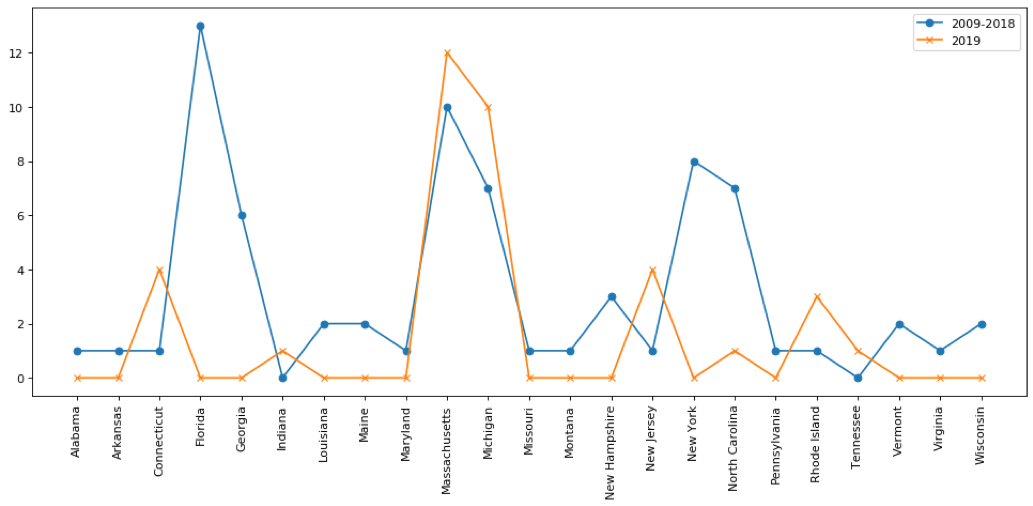 2009-2018
2019
12
10
8
6
4
2
0
Alabama
Arkansas
Connecticut
Florida
Georgia
Indiana
Louisiana
Maine
Maryland
Massachusetts
Michigan
Missouri
Montana
New Hampshire
New Jersey
New York
North Carolina
Pennsylvania
Rhode Island
Tennessee
Vermont
Virginia
Wisconsin